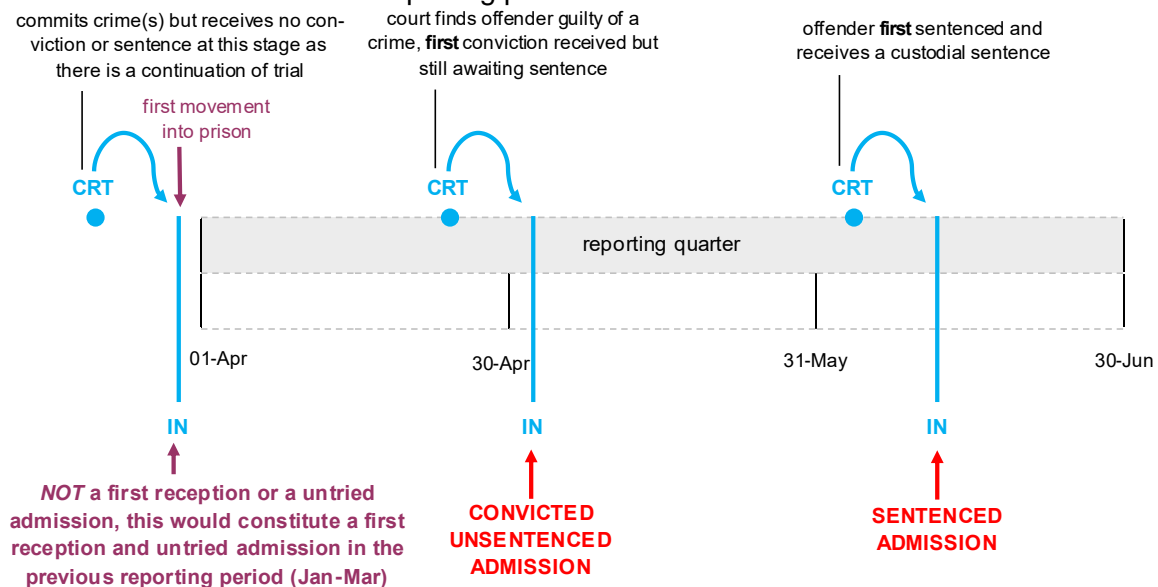 commits crime(s) but receives no con-
viction or sentence at this stage as
there is a continuation of trial
first movement
into prison
court finds offender guilty of a
crime, first conviction received but
still awaiting sentence
offender first sentenced and
receives a custodial sentence
CRT
CRT
CRT
reporting quarter
01-Apr
30-Apr
31-May
30-Jun
IN
IN
IN
NOT a first reception or a untried
admission, this would constitute a first
reception and untried admission in the
previous reporting period (Jan-Mar)
CONVICTED
UNSENTENCED
ADMISSION
SENTENCED
ADMISSION